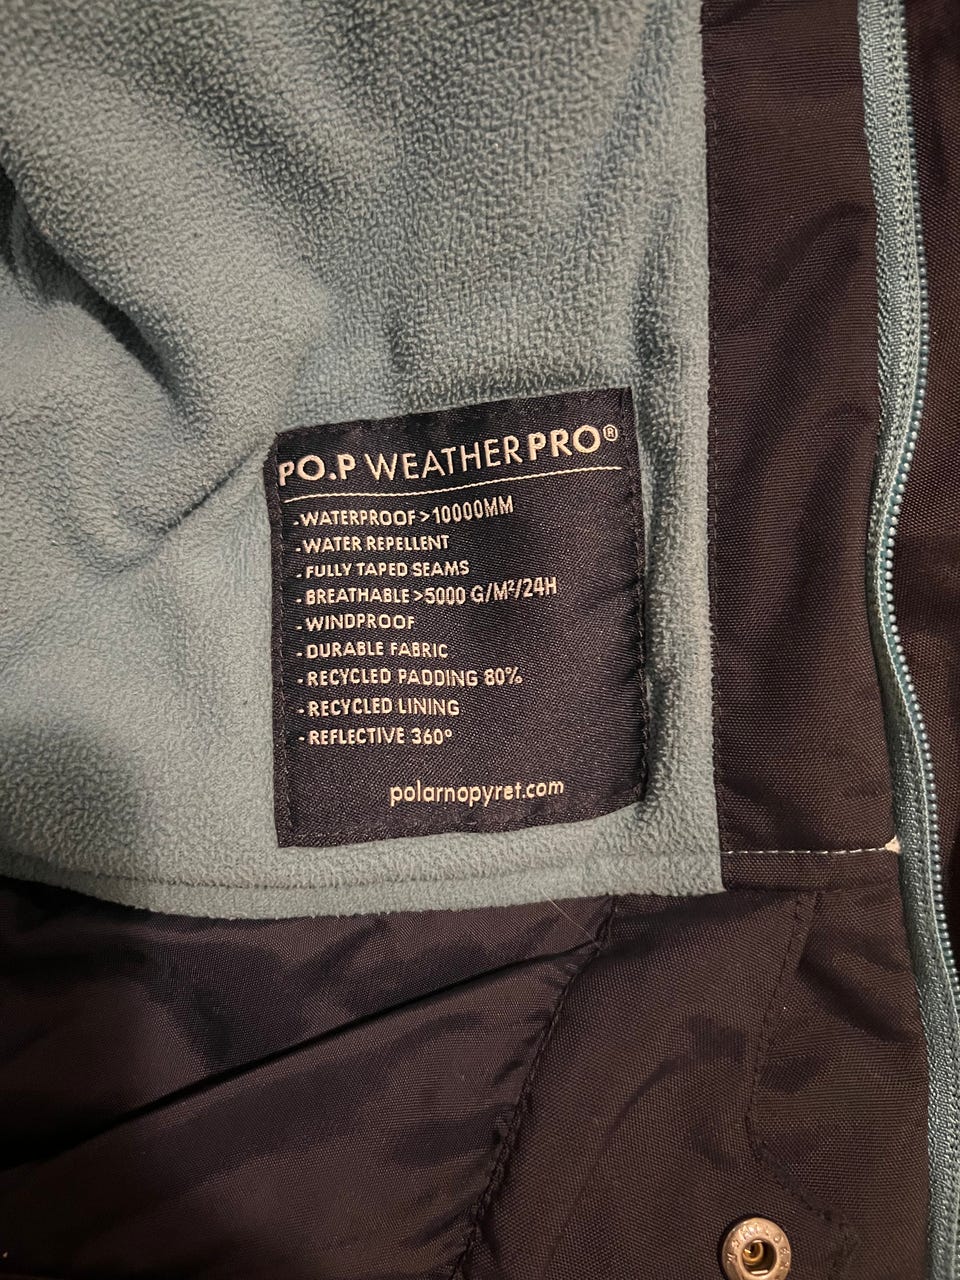 PO.P WEATHERPRO®
-WATERPROOF>10000MM
-WATER REPELLENT
-FULLY TAPED SEAMS
-BREATHABLE>5000 G/M²/24H
-WINDPROOF
-DURABLE FABRIC
-RECYCLED PADDING 80%
-RECYCLED LINING
-REFLECTIVE 360°
polarnopyret.com